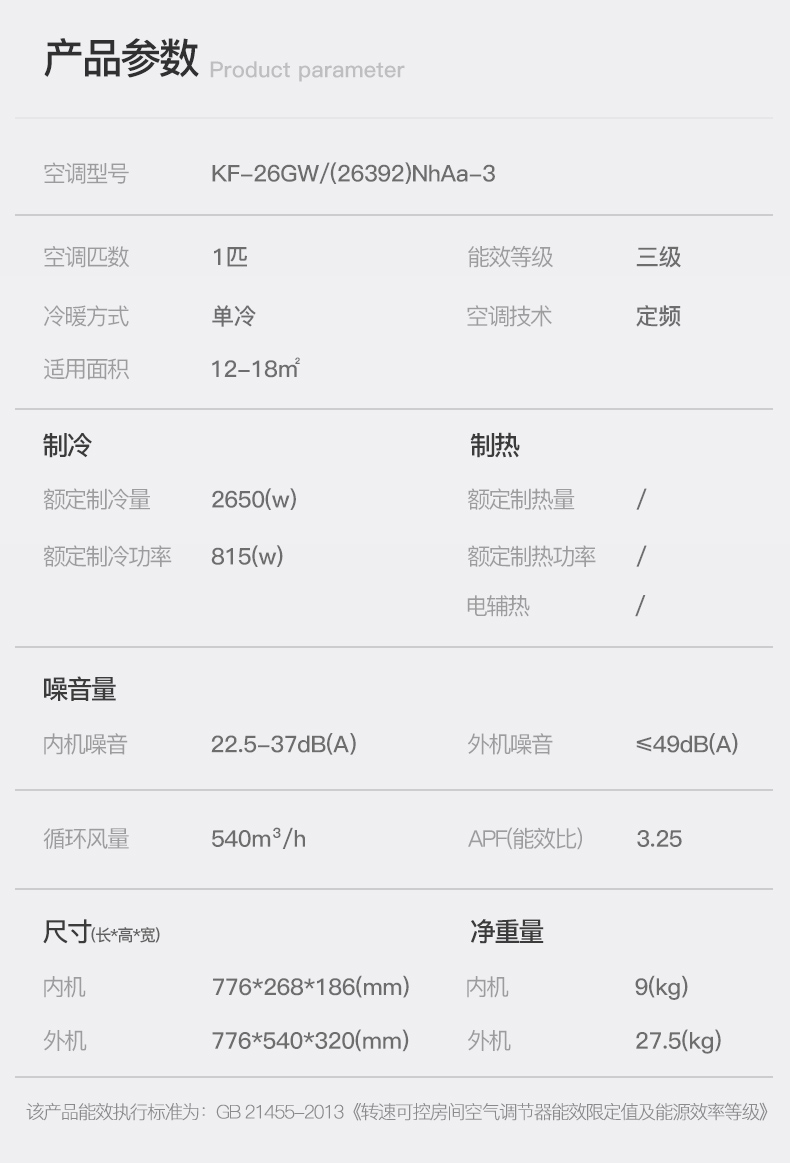 产品参数 Product parameter
空调型号 KF-26GW/(26392)NhAa-3
空调匹数 1匹 能效等级 三级
冷暖方式 单冷 空调技术 定频
适用面积 12-18㎡
制冷 制热
额定制冷量 2650(w) 额定制热量 /
额定制冷功率 815(w) 额定制热功率 /
电辅热 /
噪音量
内机噪音 22.5-37dB(A) 外机噪音 ≤49dB(A)
循环风量 540m³/h APF(能效比) 3.25
尺寸(长*高*宽) 净重量
内机 776*268*186(mm) 内机 9(kg)
外机 776*540*320(mm) 外机 27.5(kg)
该产品能效执行标准为：GB 21455-2013《转速可控房间空气调节器能效限定值及能源效率等级》